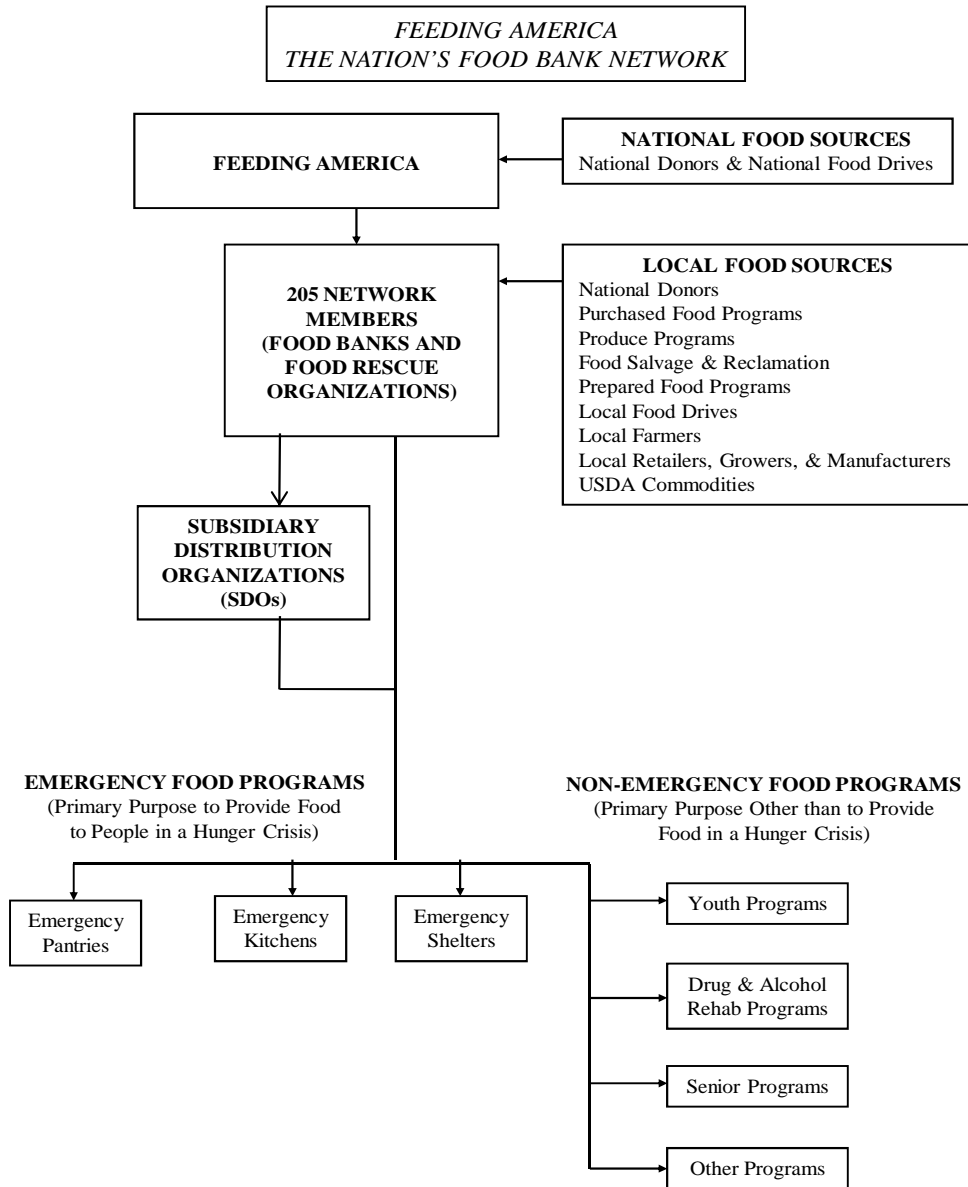 FEEDING AMERICA
THE NATION'S FOOD BANK NETWORK
FEEDING AMERICA
NATIONAL FOOD SOURCES
National Donors & National Food Drives
205 NETWORK
MEMBERS
(FOOD BANKS AND
FOOD RESCUE
ORGANIZATIONS)
LOCAL FOOD SOURCES
National Donors
Purchased Food Programs
Produce Programs
Food Salvage & Reclamation
Prepared Food Programs
Local Food Drives
Local Farmers
Local Retailers, Growers, & Manufacturers
USDA Commodities
SUBSIDIARY
DISTRIBUTION
ORGANIZATIONS
(SDOs)
EMERGENCY FOOD PROGRAMS
(Primary Purpose to Provide Food
to People in a Hunger Crisis)
NON-EMERGENCY FOOD PROGRAMS
(Primary Purpose Other than to Provide
Food in a Hunger Crisis)
Emergency
Pantries
Emergency
Kitchens
Emergency
Shelters
Youth Programs
Drug & Alcohol
Rehab Programs
Senior Programs
Other Programs